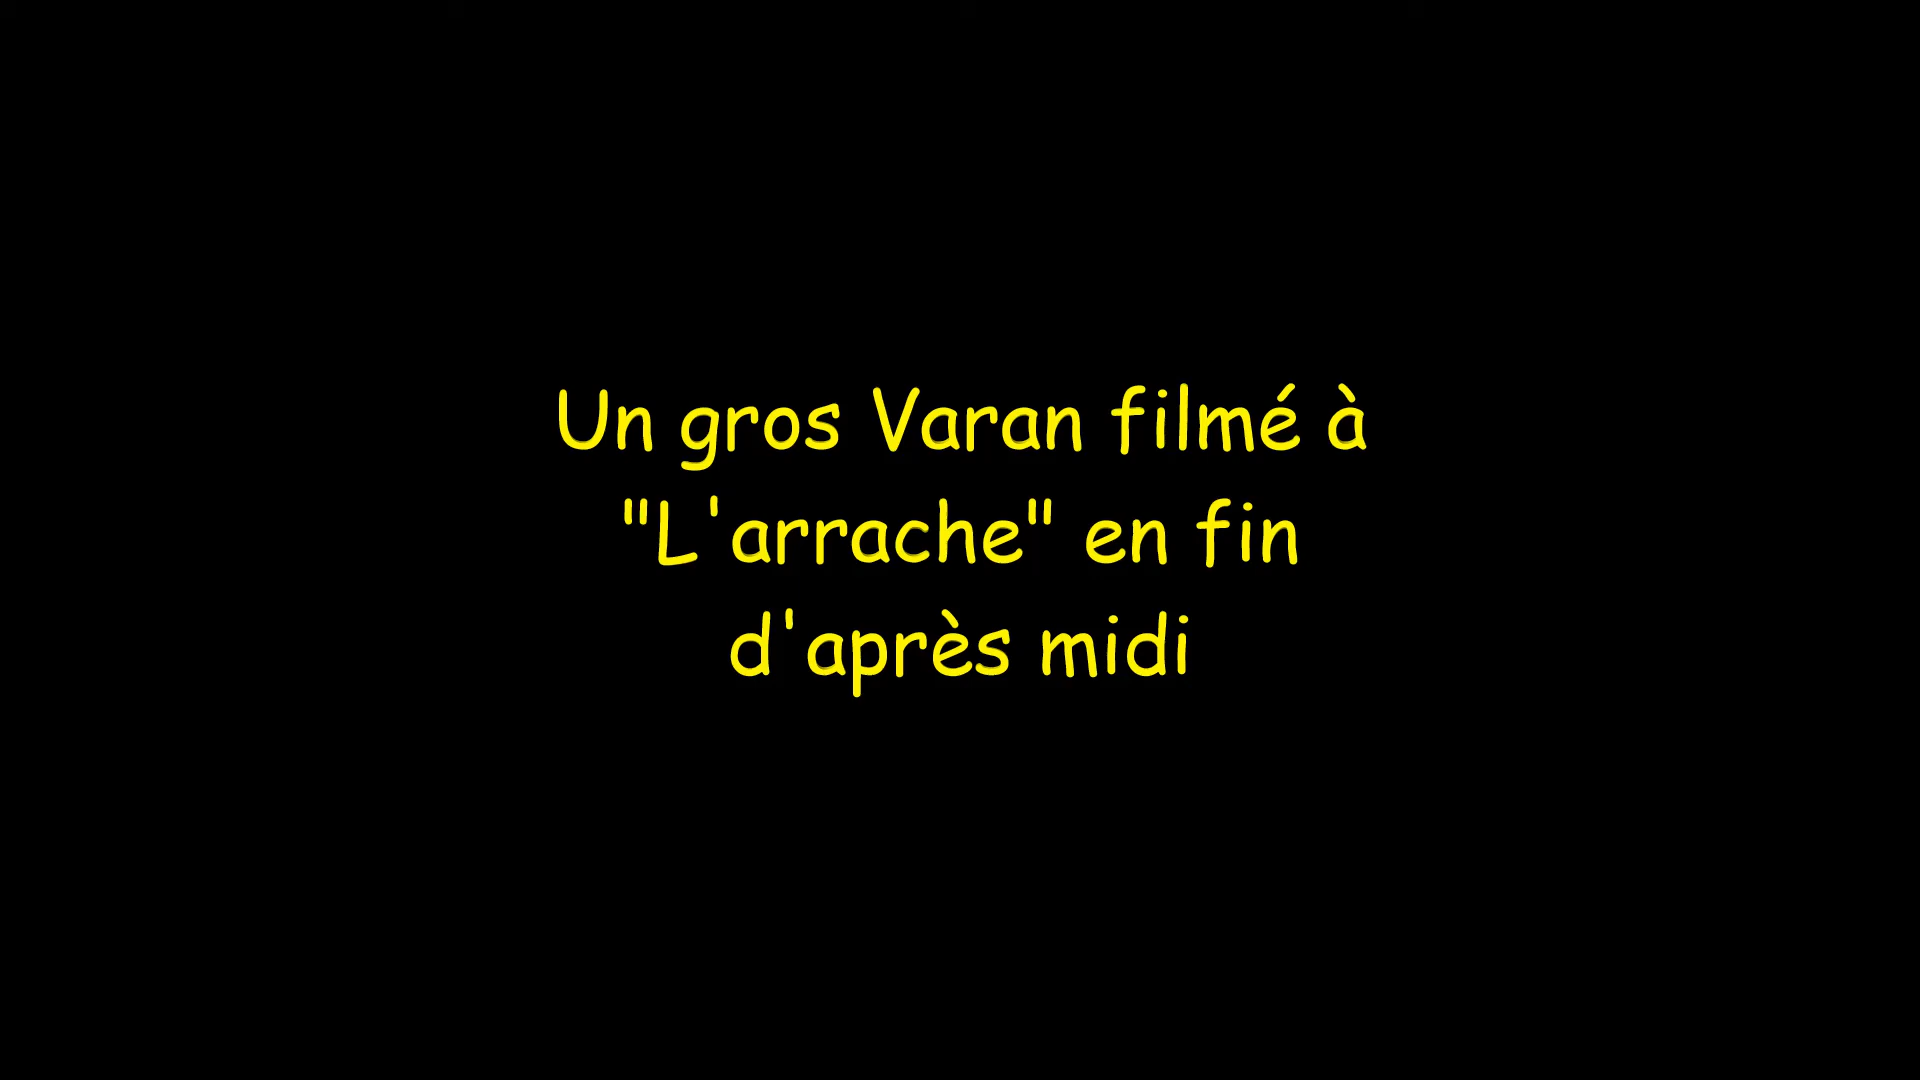 Un gros Varan filmé à
"L'arrache" en fin
d'après midi